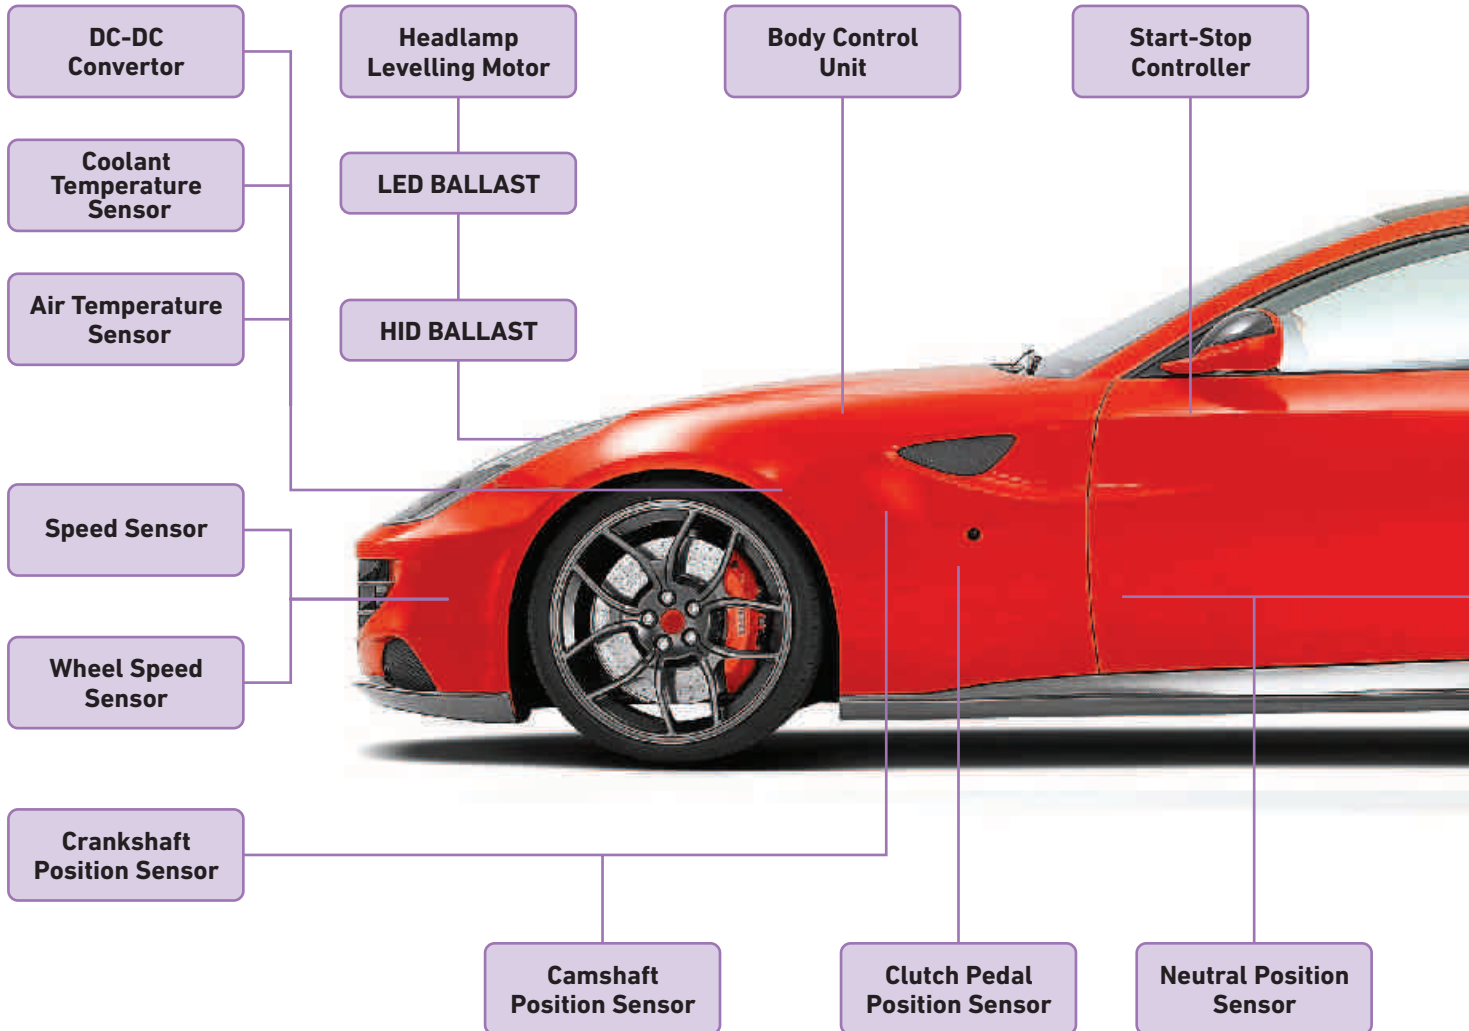 DC-DC
Convertor
Headlamp
Levelling Motor
Body Control
Unit
Start-Stop
Controller
Coolant
Temperature
Sensor
LED BALLAST
Air Temperature
Sensor
HID BALLAST
Speed Sensor
Wheel Speed
Sensor
Crankshaft
Position Sensor
Camshaft
Position Sensor
Clutch Pedal
Position Sensor
Neutral Position
Sensor